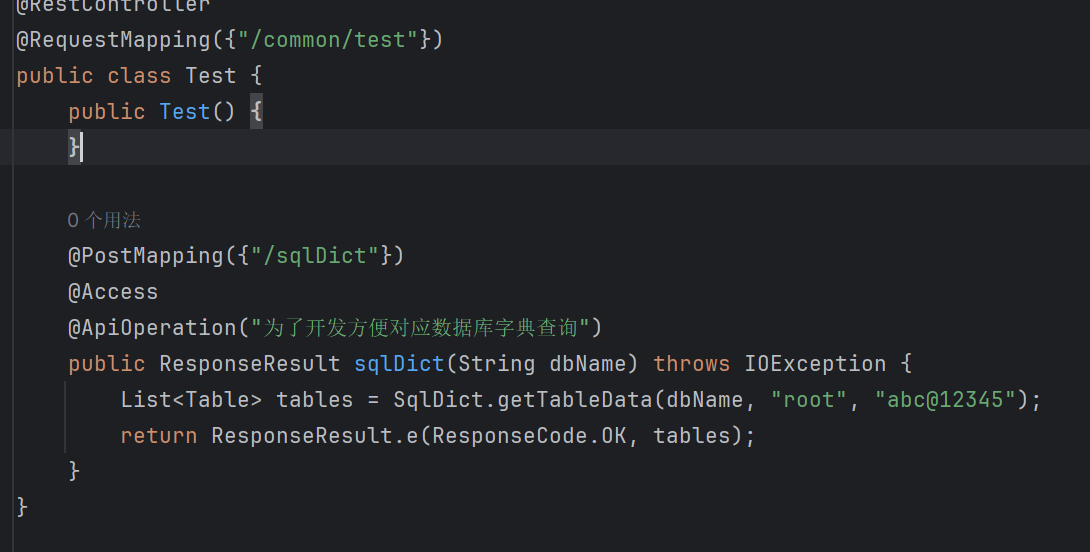 @RestController
@RequestMapping({"/common/test"})
public class Test {
    public Test() {
    }
    0 个用法
    @PostMapping({"/sqlDict"})
    @Access
    @ApiOperation("为了开发方便对应数据库字典查询")
    public ResponseResult sqlDict(String dbName) throws IOException {
        List<Table> tables = SqlDict.getTableData(dbName, "root", "abc@12345");
        return ResponseResult.e(ResponseCode.OK, tables);
    }
}